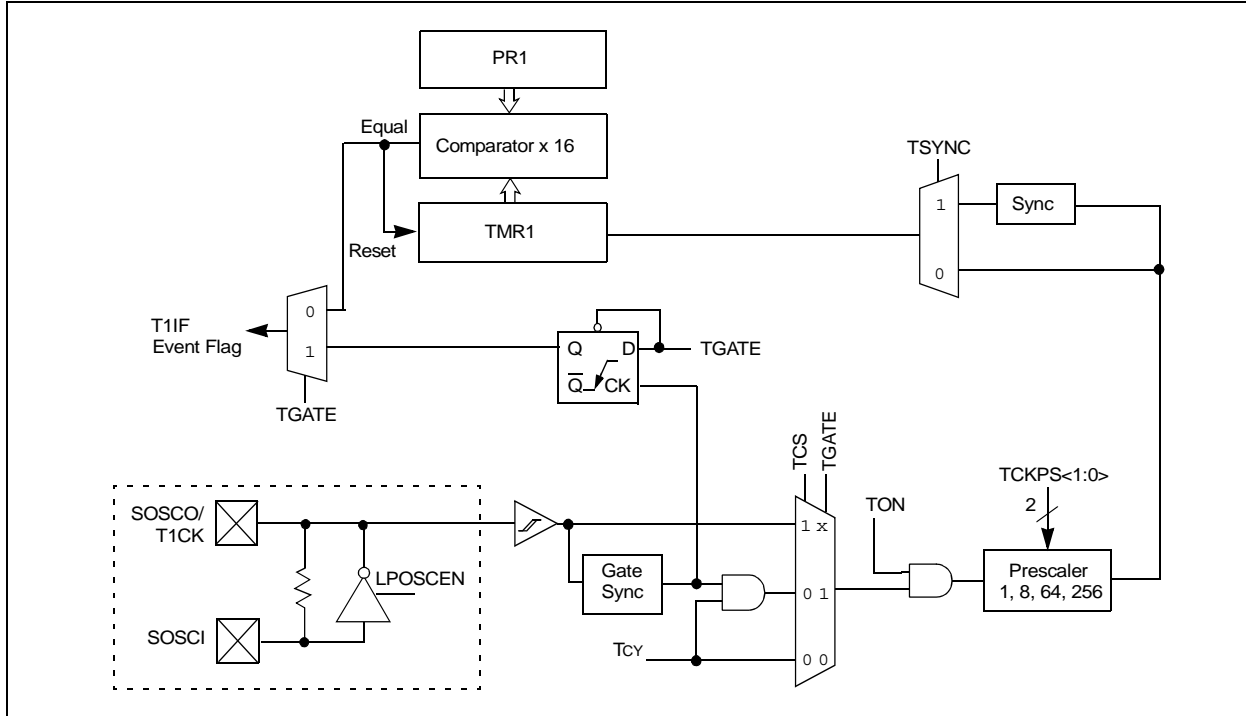 PR1
Equal
Comparator x 16
TSYNC
1
Sync
Reset
TMR1
0
T1IF
Event Flag
0
1
TGATE
Q
D
Q
CK
TGATE
TCS
TGATE
TCKPS<1:0>
2
TON
SOSCO/
T1CK
1 x
LPOSCEN
Gate
Sync
0 1
Prescaler
1, 8, 64, 256
SOSCI
TCY
0 0